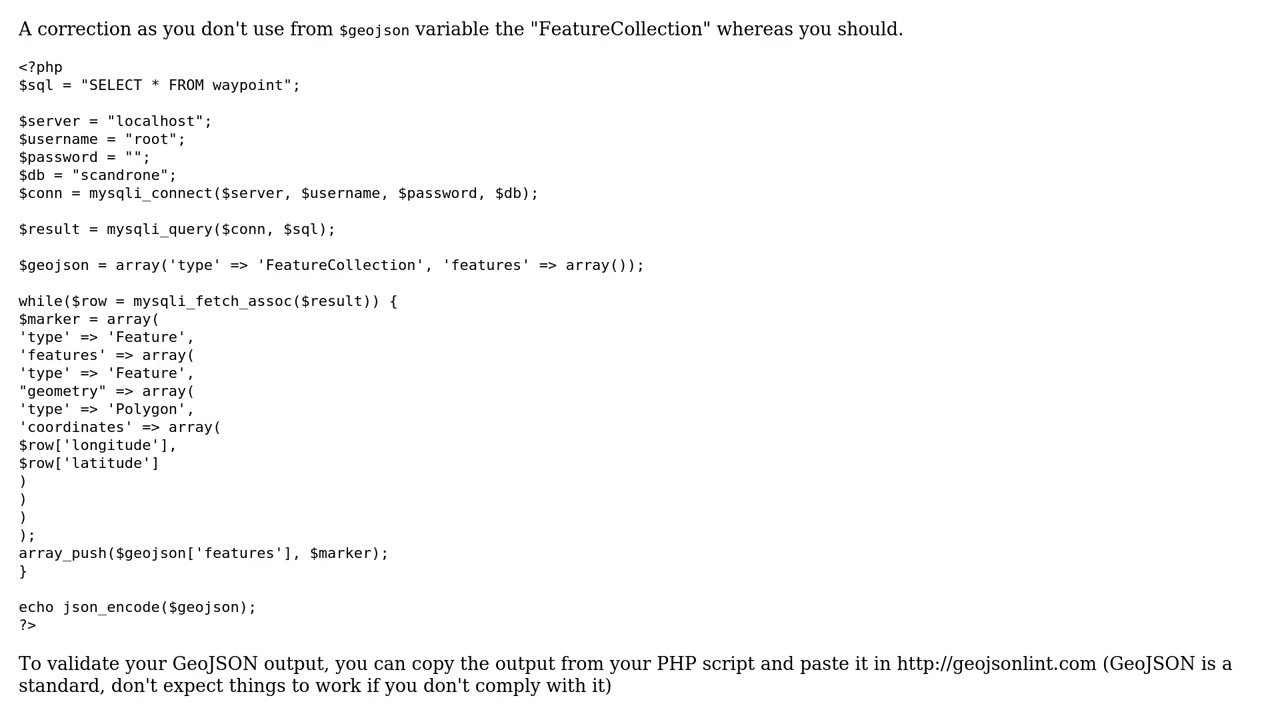 A correction as you don't use from $geojson variable the "FeatureCollection" whereas you should.
<?php
$sql = "SELECT * FROM waypoint";
$server = "localhost";
$username = "root";
$password = "";
$db = "scandrone";
$conn = mysqli_connect($server, $username, $password, $db);
$result = mysqli_query($conn, $sql);
$geojson = array('type' => 'FeatureCollection', 'features' => array());
while($row = mysqli_fetch_assoc($result)) {
$marker = array(
'type' => 'Feature',
'features' => array(
'type' => 'Feature',
"geometry" => array(
'type' => 'Polygon',
'coordinates' => array(
$row['longitude'],
$row['latitude']
)
)
)
);
array_push($geojson['features'], $marker);
}
echo json_encode($geojson);
?>
To validate your GeoJSON output, you can copy the output from your PHP script and paste it in http://geojsonlint.com (GeoJSON is a
standard, don't expect things to work if you don't comply with it)